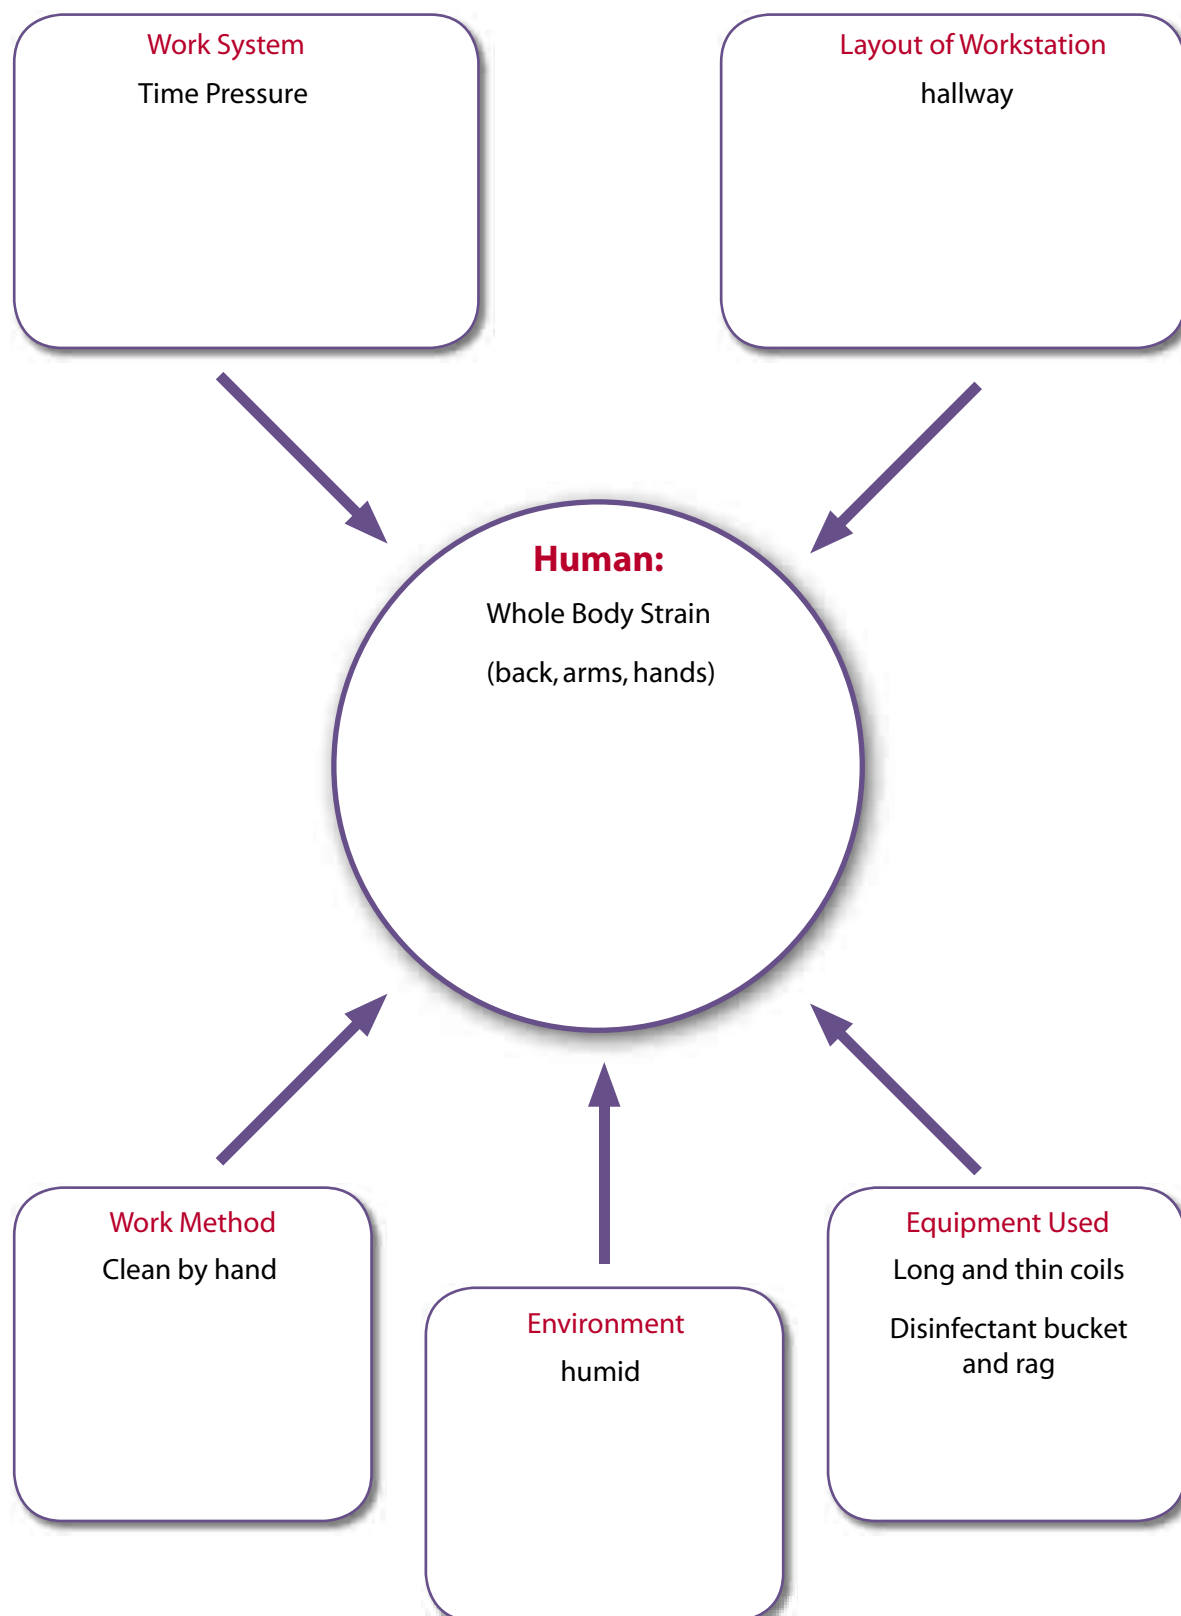 Work System
Time Pressure
Layout of Workstation
hallway
Human:
Whole Body Strain
(back, arms, hands)
Work Method
Clean by hand
Environment
humid
Equipment Used
Long and thin coils
Disinfectant bucket
and rag